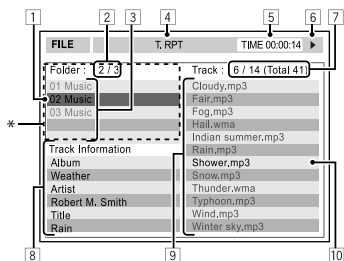 1 2 3 4 5 6 7
FILE T. RPT TIME 00:00:14
Folder : 2 / 3 Track : 6 / 14 (Total 41)
01 Music
02 Music
03 Music
*
Cloudy.mp3
Fair.mp3
Fog.mp3
Hail.wma
Indian summer.mp3
Rain.mp3
Shower.mp3
Snow.mp3
Thunder.wma
Typhoon.mp3
Wind.mp3
Winter sky.mp3
Track Information
Album
Weather
Artist
Robert M. Smith
Title
Rain
8 9 10